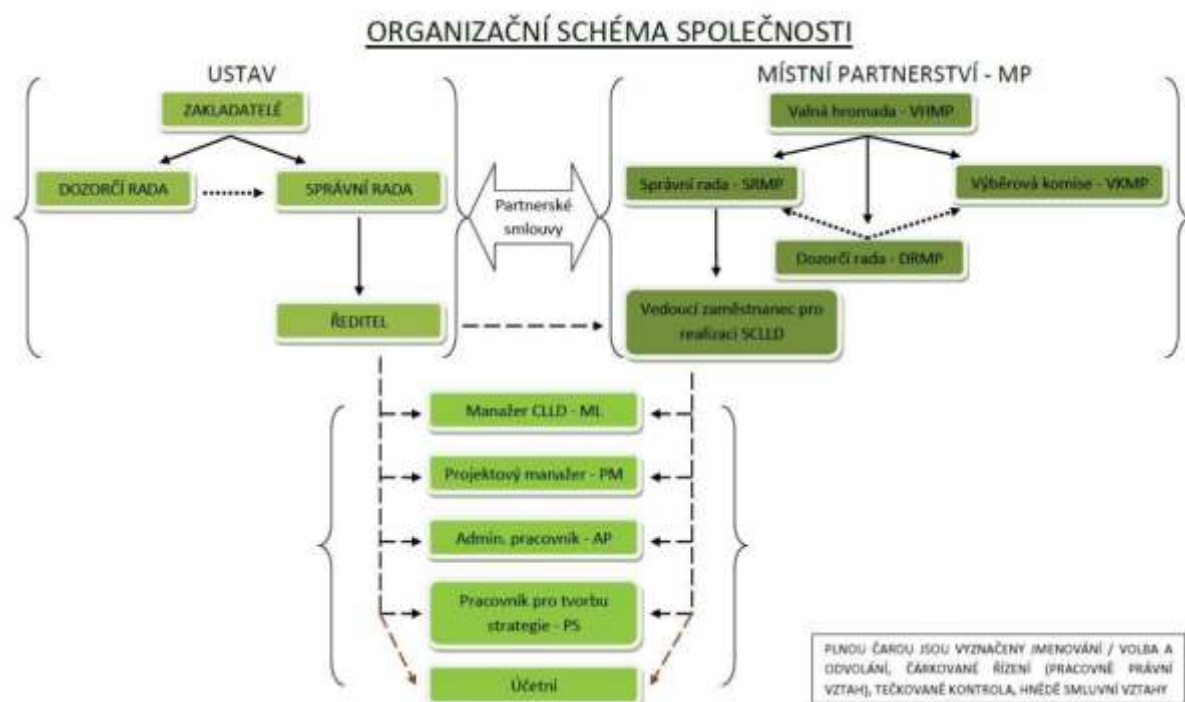 ORGANIZAČNÍ SCHÉMA SPOLEČNOSTI
USTAV
MÍSTNÍ PARTNERSTVÍ - MP
ZAKLADATELÉ
Valná hromada - VHMP
DOZORČÍ RADA
SPRÁVNÍ RADA
Partnerské
smlouvy
Správní rada - SRMP
Výběrová komise - VKMP
Dozorčí rada - DRMP
ŘEDITEL
Vedoucí zaměstnanec pro
realizaci SCLLD
Manažer CLLD - ML
Projektový manažer - PM
Admin. pracovník - AP
Pracovník pro tvorbu
strategie - PS
Účetní
PLNOU ČAROU JSOU VYZNAČENY JMENOVÁNÍ / VOLBA A
ODVOLÁNÍ, ČÁRKOVANĚ ŘÍZENÍ (PRACOVNĚ PRÁVNÍ
VZTAH), TEČKOVANĚ KONTROLA, HNĚDĚ SMLUVNÍ VZTAHY